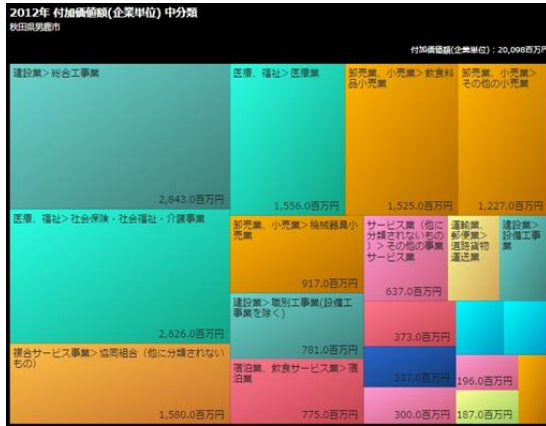 2012年 付加価値額(企業単位) 中分類
秋田県男鹿市
付加価値額(企業単位)：20,098百万円
建設業＞総合工事業
2,843.0百万円
医療、福祉＞社会保険・社会福祉・介護事業
2,626.0百万円
複合サービス事業＞協同組合（他に分類されない
もの）
1,580.0百万円
医療、福祉＞医療業
1,556.0百万円
卸売業、小売業＞飲食料
品小売業
1,525.0百万円
卸売業、小売業＞
その他の小売業
1,227.0百万円
卸売業、小売業＞機械器具小
売業
917.0百万円
建設業＞職別工事業(設備工
事業を除く)
781.0百万円
宿泊業、飲食サービス業＞宿
泊業
775.0百万円
サービス業（他に
分類されないもの
）＞その他の事業
サービス業
637.0百万円
運輸業、
郵便業＞
道路貨物
運送業
建設業＞
設備工事
業
373.0百万円
337.0百万円
300.0百万円
196.0百万円
187.0百万円